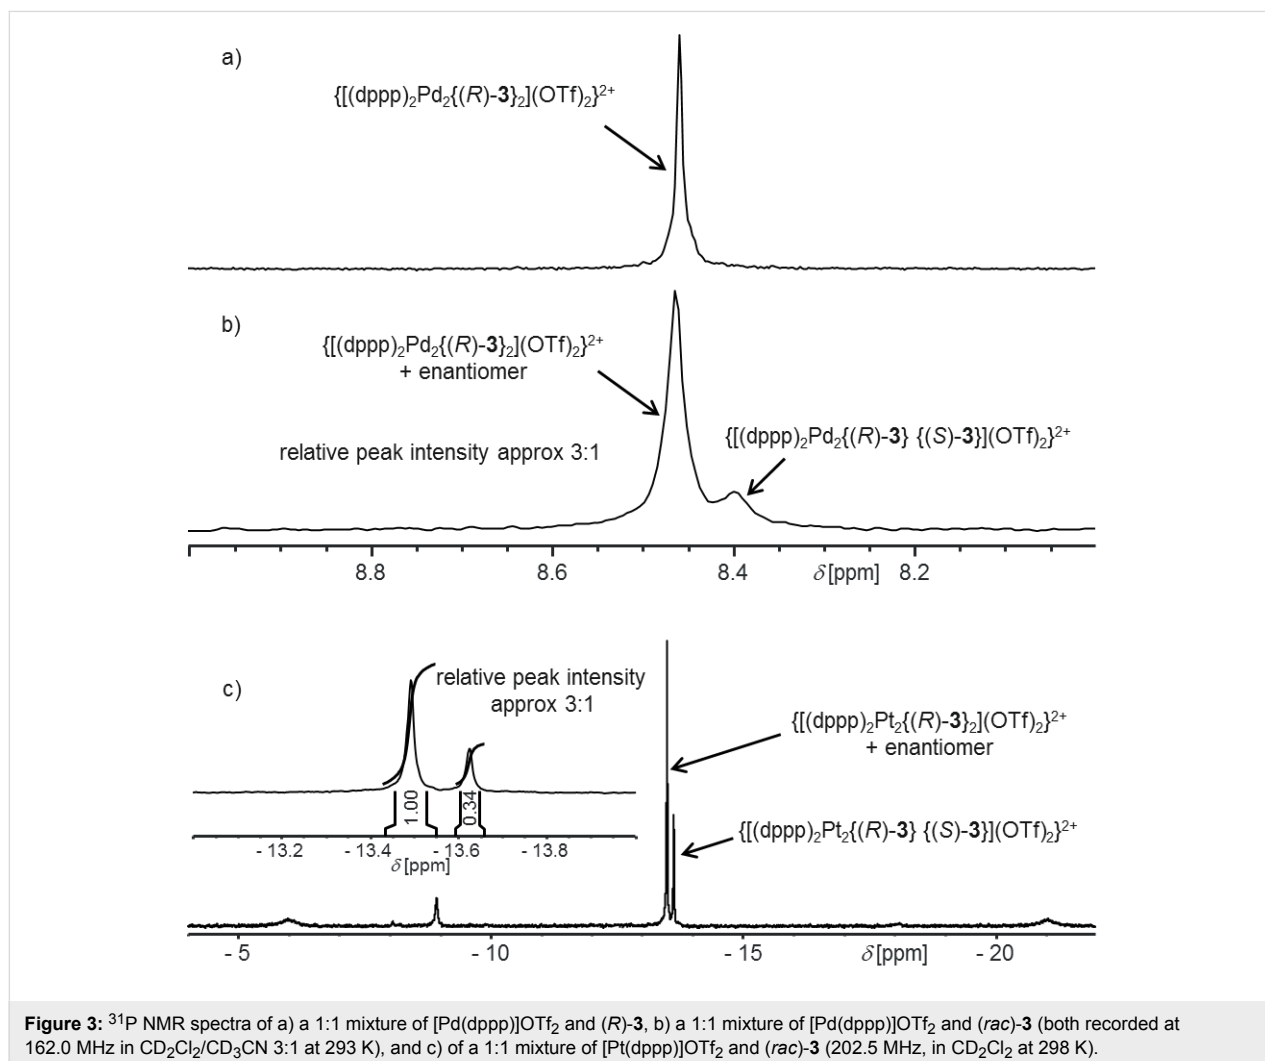 a)
{[(dppp)₂Pd₂{(R)-3}₂](OTf)₂}²⁺
b)
{[(dppp)₂Pd₂{(R)-3}₂](OTf)₂}²⁺
+ enantiomer
{[(dppp)₂Pd₂{(R)-3} {(S)-3}](OTf)₂}²⁺
relative peak intensity approx 3:1
8.8 8.6 8.4 δ [ppm] 8.2
c)
relative peak intensity
approx 3:1
{[(dppp)₂Pt₂{(R)-3}₂](OTf)₂}²⁺
+ enantiomer
1.00 0.34
{[(dppp)₂Pt₂{(R)-3} {(S)-3}](OTf)₂}²⁺
- 13.2 - 13.4 - 13.6 - 13.8
δ [ppm]
- 5 - 10 - 15 δ [ppm] - 20
Figure 3: ³¹P NMR spectra of a) a 1:1 mixture of [Pd(dppp)]OTf₂ and (R)-3, b) a 1:1 mixture of [Pd(dppp)]OTf₂ and (rac)-3 (both recorded at
162.0 MHz in CD₂Cl₂/CD₃CN 3:1 at 293 K), and c) of a 1:1 mixture of [Pt(dppp)]OTf₂ and (rac)-3 (202.5 MHz, in CD₂Cl₂ at 298 K).